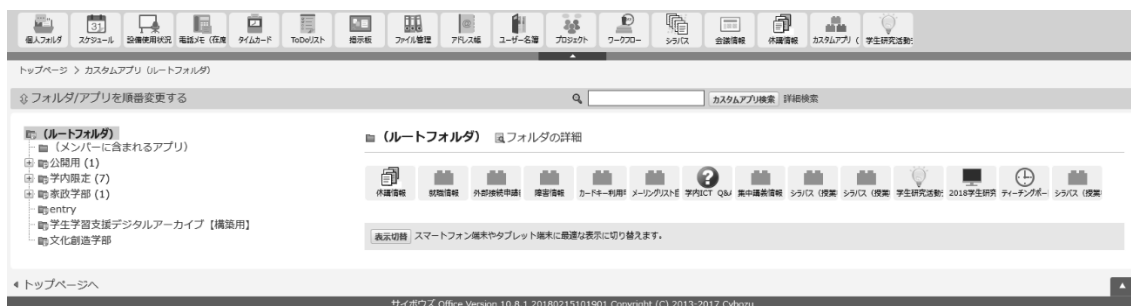 個人フォルダ スケジュール 設備使用状況 電話メモ (在席 タイムカード ToDoリスト 掲示板 ファイル管理 アドレス帳 ユーザー名簿 プロジェクト ワークフロー シラバス 会議情報 休講情報 カスタムアプリ ( 学生研究活動:
31
トップページ > カスタムアプリ (ルートフォルダ)
フォルダ/アプリを順番変更する カスタムアプリ検索 詳細検索
(ルートフォルダ)
(メンバーに含まれるアプリ)
公開用 (1)
学内限定 (7)
家政学部 (1)
entry
学生学習支援デジタルアーカイブ【構築用】
文化創造学部
(ルートフォルダ) フォルダの詳細
休講情報 就職情報 外部接続申請 障害情報 カードキー利用 メーリングリスト 学内ICT Q&A 集中講義情報 シラバス (授業 シラバス (授業 学生研究活動: 2018学生研究 ティーチングポー シラバス (授業
表示切替 スマートフォン端末やタブレット端末に最適な表示に切り替えます。
トップページへ
サイボウズ Office Version 10.8.1 20180215101901 Copyright (C) 2013-2017 Cybozu